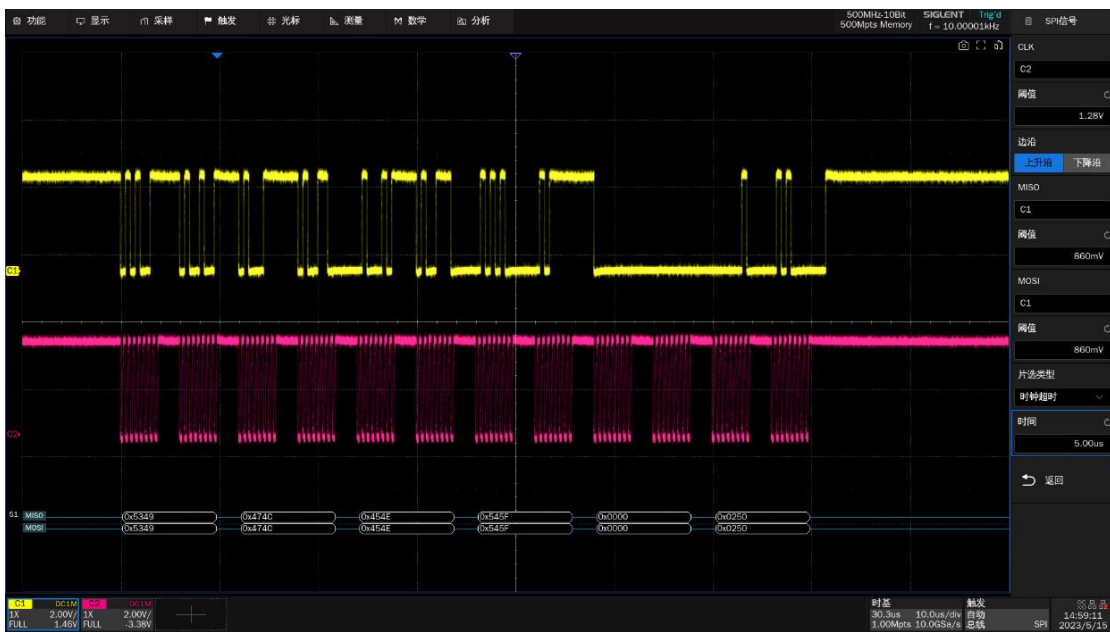 功能 显示 采样 触发 光标 测量 M 数学 分析 500MHz-10Bit SIGLENT Trig'd SPI信号
500Mpts Memory f = 10.00001kHz
CLK
C2
阈值
1.28V
边沿
上升沿 下降沿
MISO
C1
阈值
860mV
MOSI
C1
阈值
860mV
片选类型
时钟超时
时间
5.00us
返回
C1
C2
S1 MISO 0x5349 0x474C 0x454E 0x545F 0x0000 0x0250
MOSI 0x5349 0x474C 0x454E 0x545F 0x0000 0x0250
C1 DC1M C2 DC1M 时基 触发
1X 2.00V/ 1X 2.00V/ 30.3us 10.0us/div 自动 14:59:11
FULL 1.46V FULL -3.38V 1.00Mpts 10.0GSa/s 总线 SPI 2023/5/15